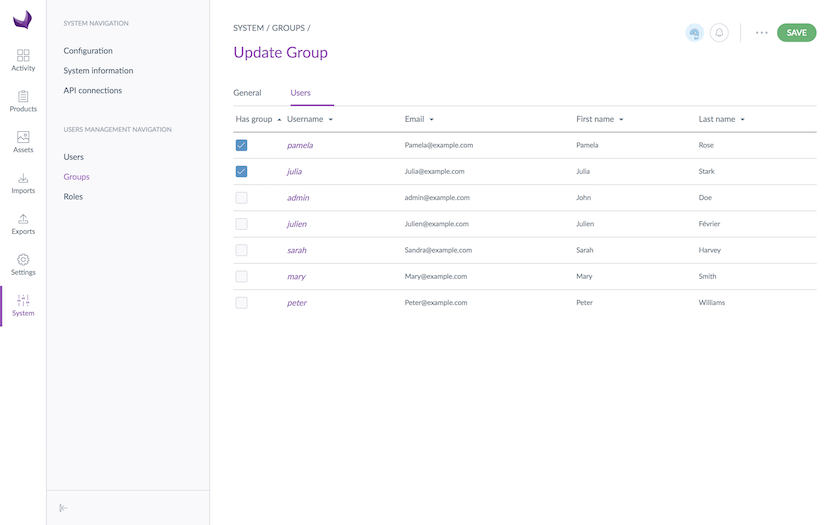 Activity
Products
Assets
Imports
Exports
Settings
System
SYSTEM NAVIGATION
Configuration
System information
API connections
USERS MANAGEMENT NAVIGATION
Users
Groups
Roles
SYSTEM / GROUPS /
SAVE
Update Group
General Users
Has group Username Email First name Last name
pamela Pamela@example.com Pamela Rose
julia Julia@example.com Julia Stark
admin admin@example.com John Doe
julien Julien@example.com Julien Février
sarah Sandra@example.com Sarah Harvey
mary Mary@example.com Mary Smith
peter Peter@example.com Peter Williams